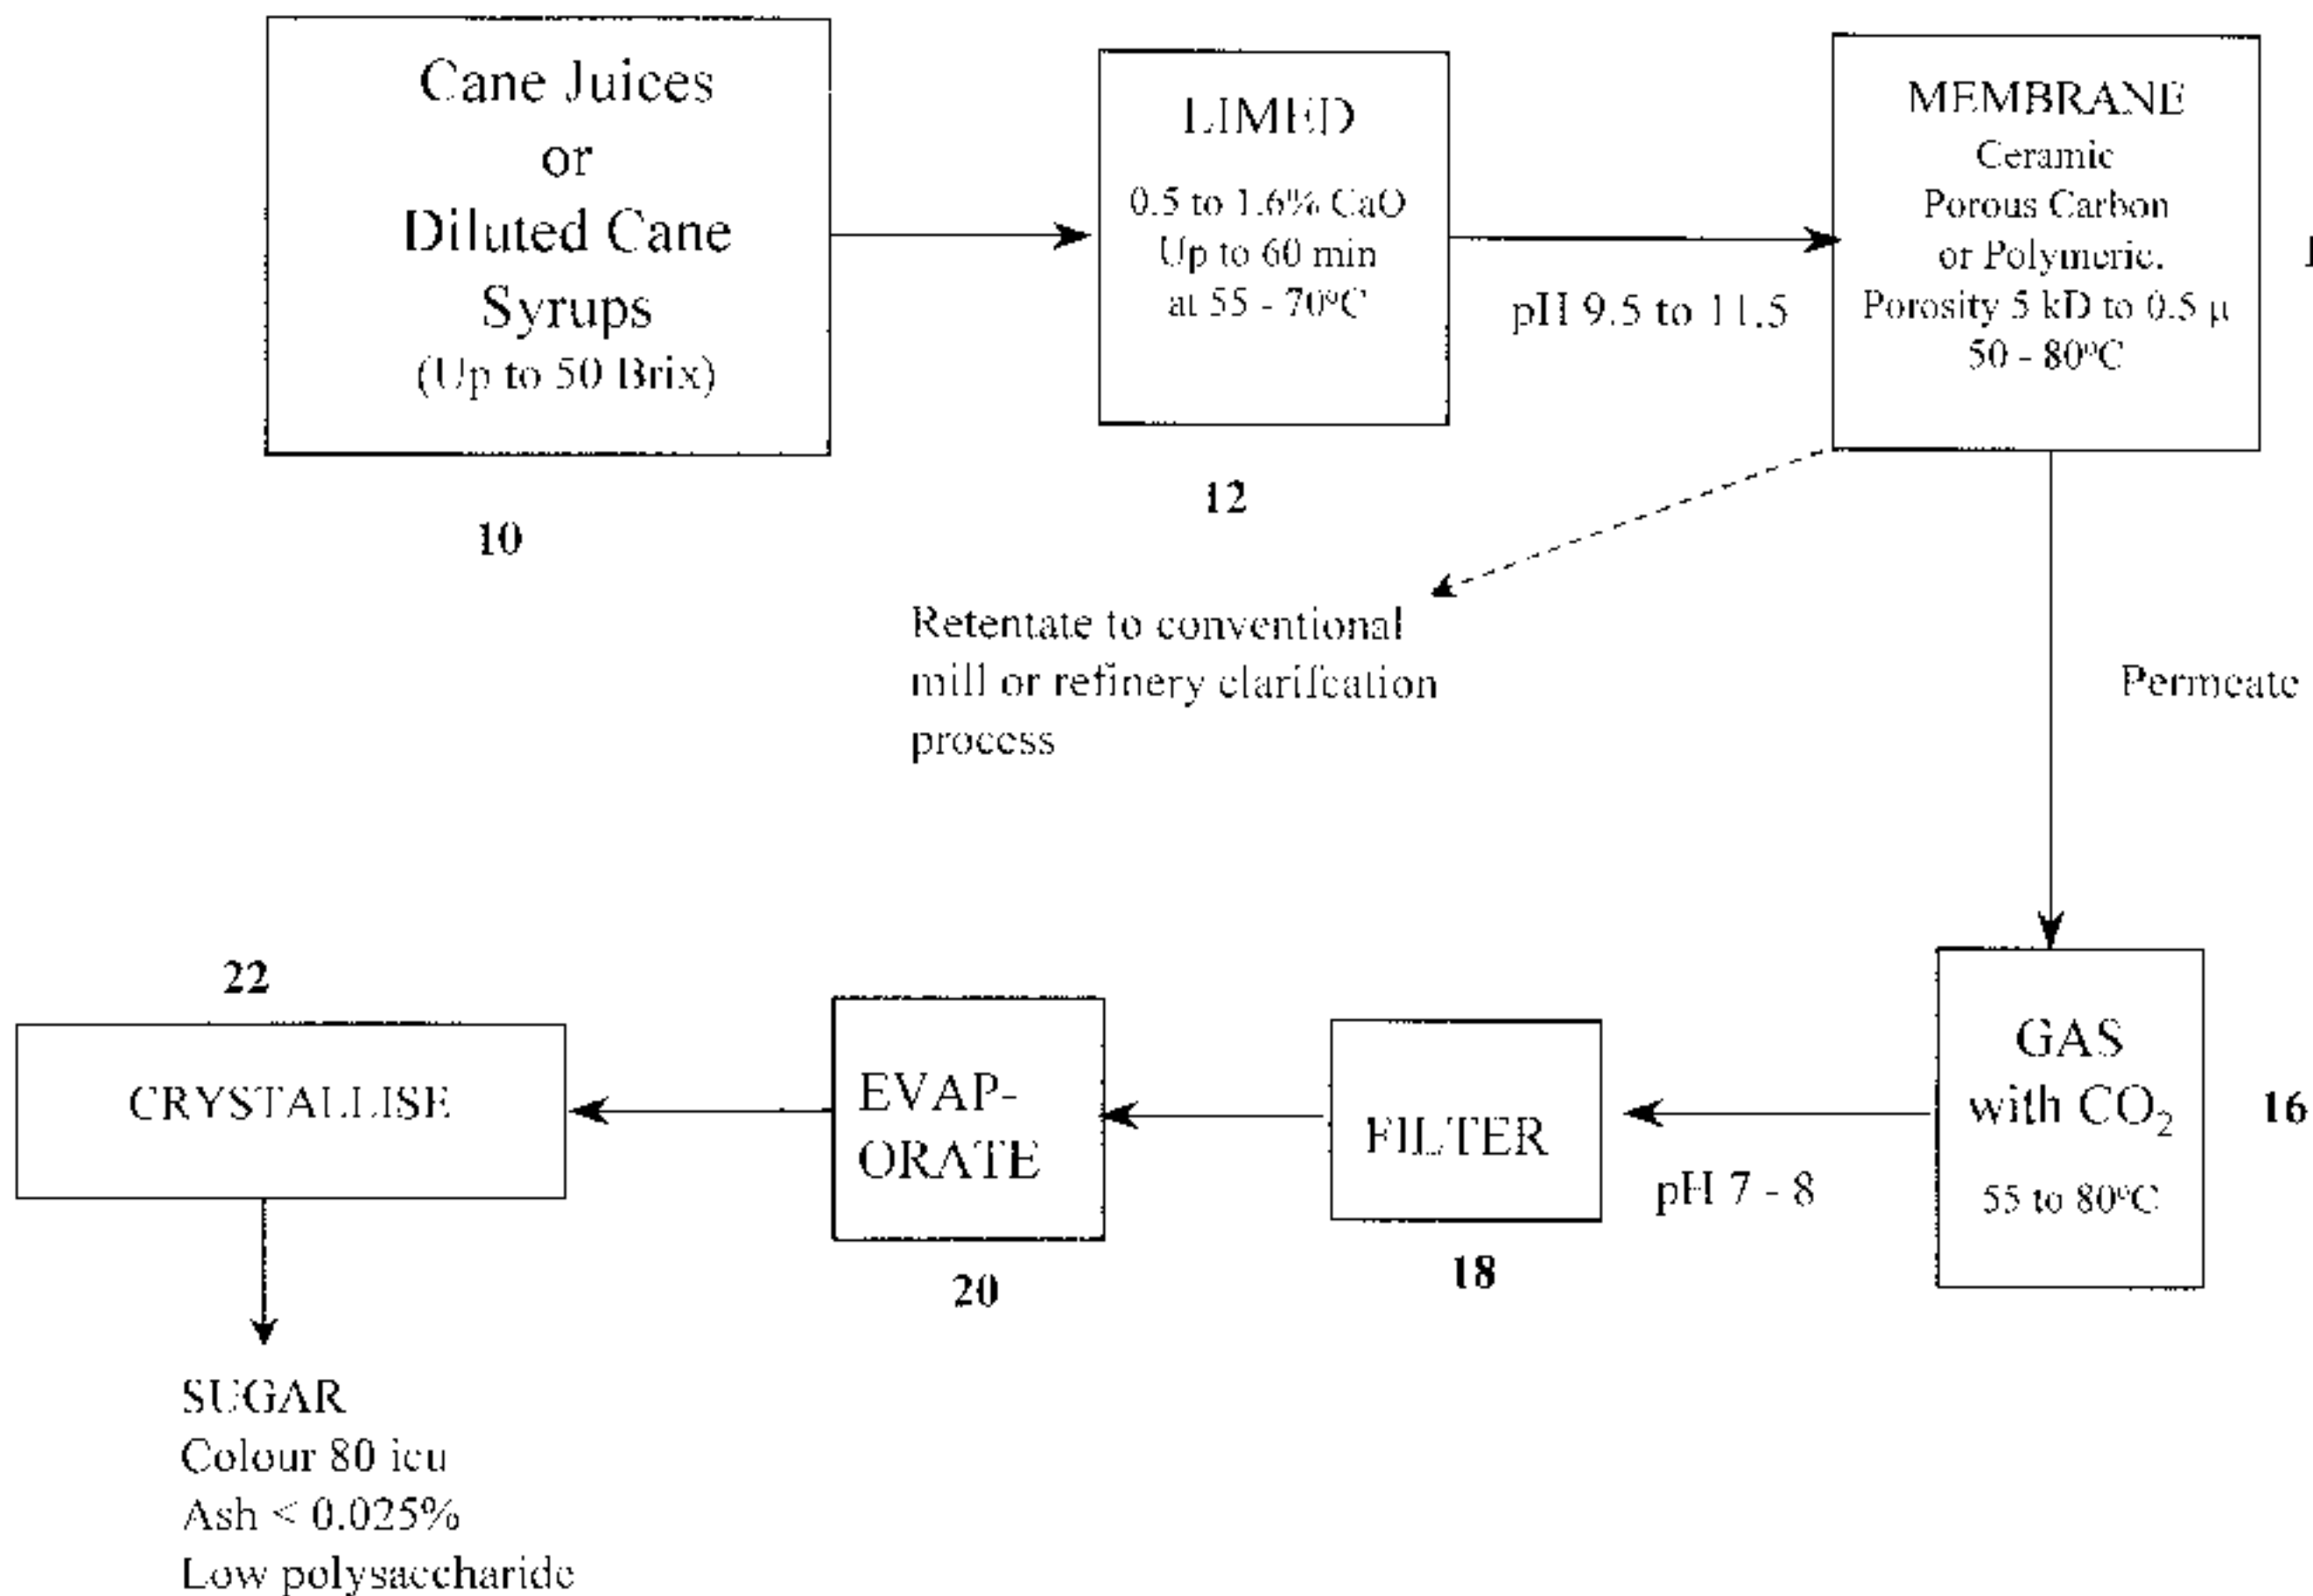 Cane Juices
or
Diluted Cane
Syrups
(Up to 50 Brix)
10
LIMED
0.5 to 1.6% CaO
Up to 60 min
at 55 - 70ºC
12
pH 9.5 to 11.5
MEMBRANE
Ceramic
Porous Carbon
or Polymeric.
Porosity 5 kD to 0.5 µ
50 - 80ºC
Retentate to conventional
mill or refinery clarifcation
process
Permeate
GAS
with CO₂
55 to 80ºC
16
pH 7 - 8
FILTER
18
EVAP-
ORATE
20
22
CRYSTALLISE
SUGAR
Colour 80 icu
Ash < 0.025%
Low polysaccharide